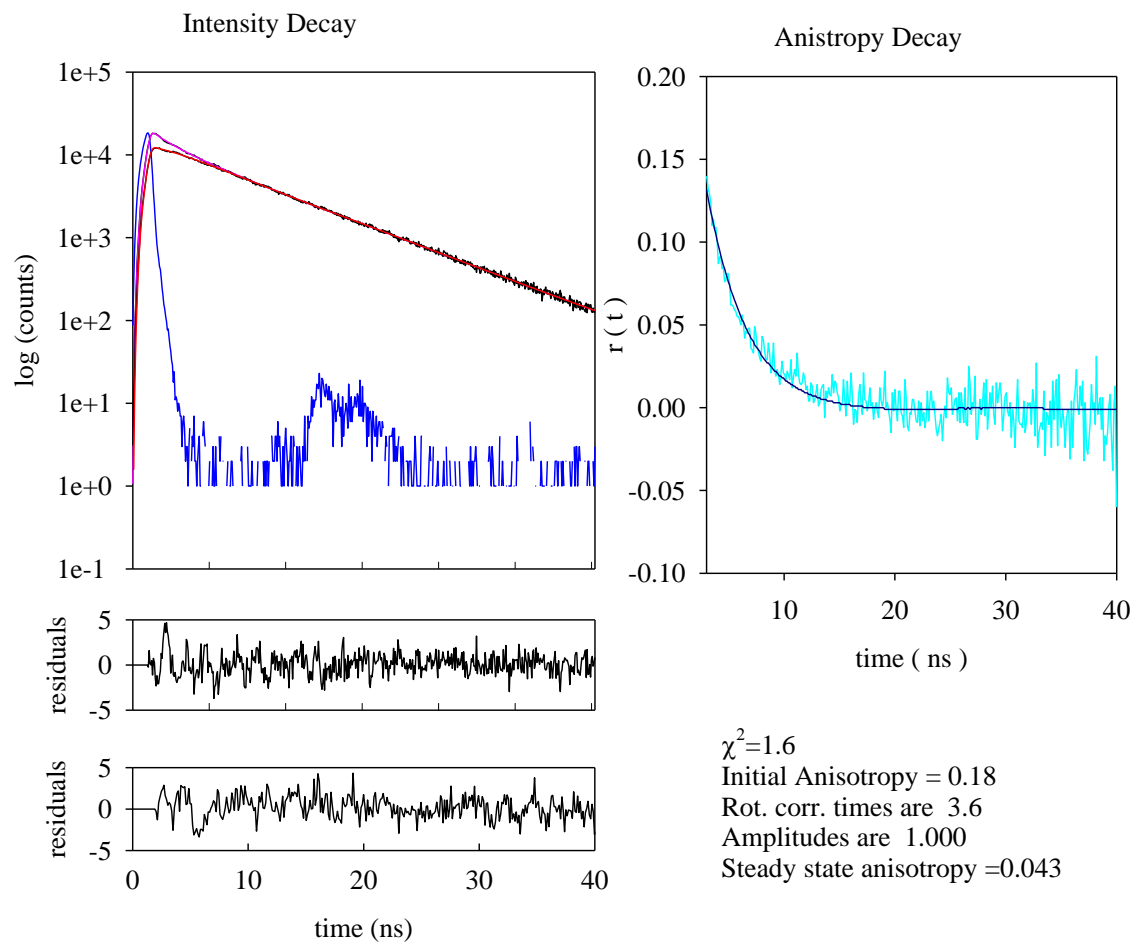 Intensity Decay
1e+5
1e+4
1e+3
1e+2
1e+1
1e+0
1e-1
log (counts)
5
0
-5
residuals
5
0
-5
residuals
0
10
20
30
40
time (ns)
Anistropy Decay
0.20
0.15
0.10
0.05
0.00
-0.05
-0.10
r ( t )
10
20
30
40
time ( ns )
χ²=1.6
Initial Anisotropy = 0.18
Rot. corr. times are  3.6
Amplitudes are  1.000
Steady state anisotropy =0.043